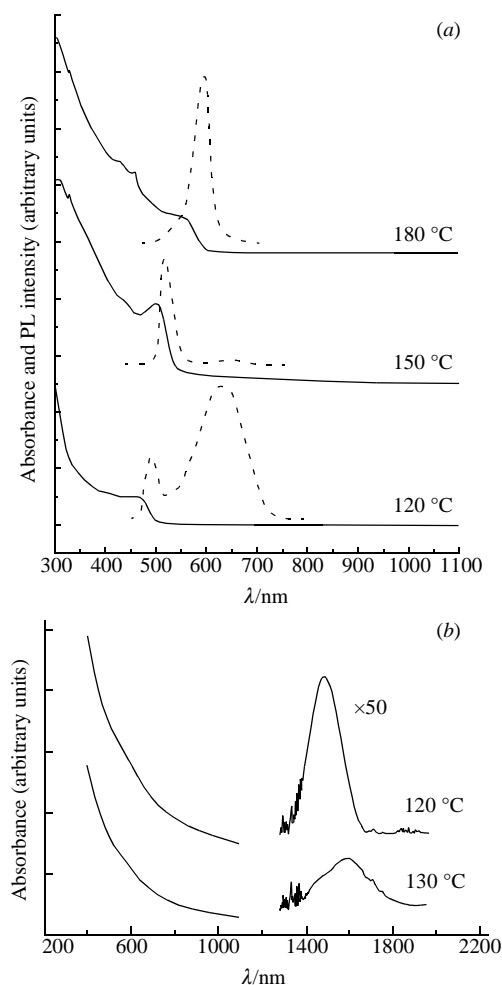 (a)
Absorbance and PL intensity (arbitrary units)
180 °C
150 °C
120 °C
300 400 500 600 700 800 900 1000 1100
λ/nm
(b)
Absorbance (arbitrary units)
×50
120 °C
130 °C
200 600 1000 1400 1800 2200
λ/nm